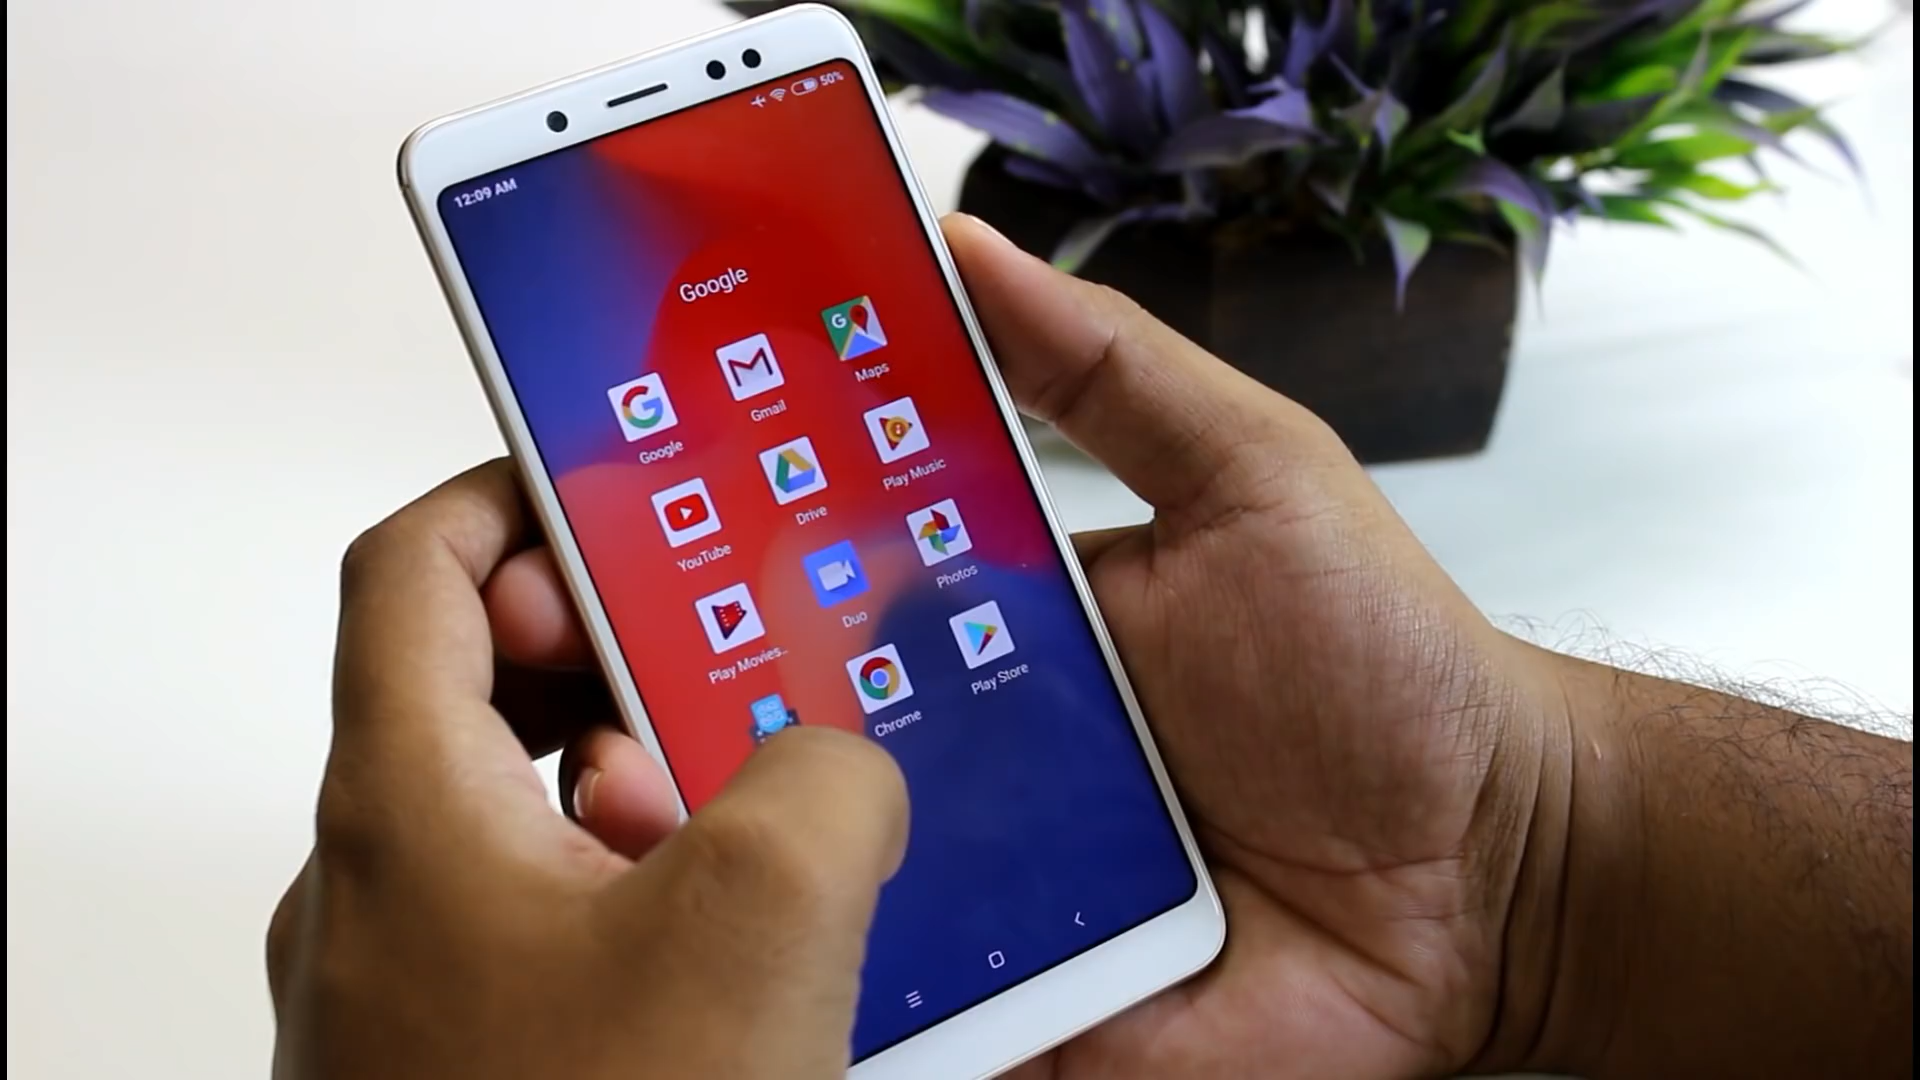 12:09 AM
50%
Google
Google
Gmail
G
Maps
YouTube
Drive
Play Music
Play Movies..
Duo
Photos
Chrome
Play Store